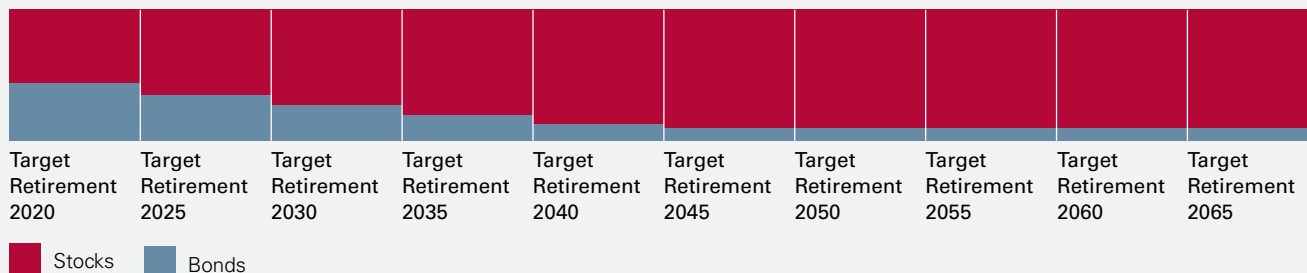 Target Retirement 2020
Target Retirement 2025
Target Retirement 2030
Target Retirement 2035
Target Retirement 2040
Target Retirement 2045
Target Retirement 2050
Target Retirement 2055
Target Retirement 2060
Target Retirement 2065
Stocks
Bonds